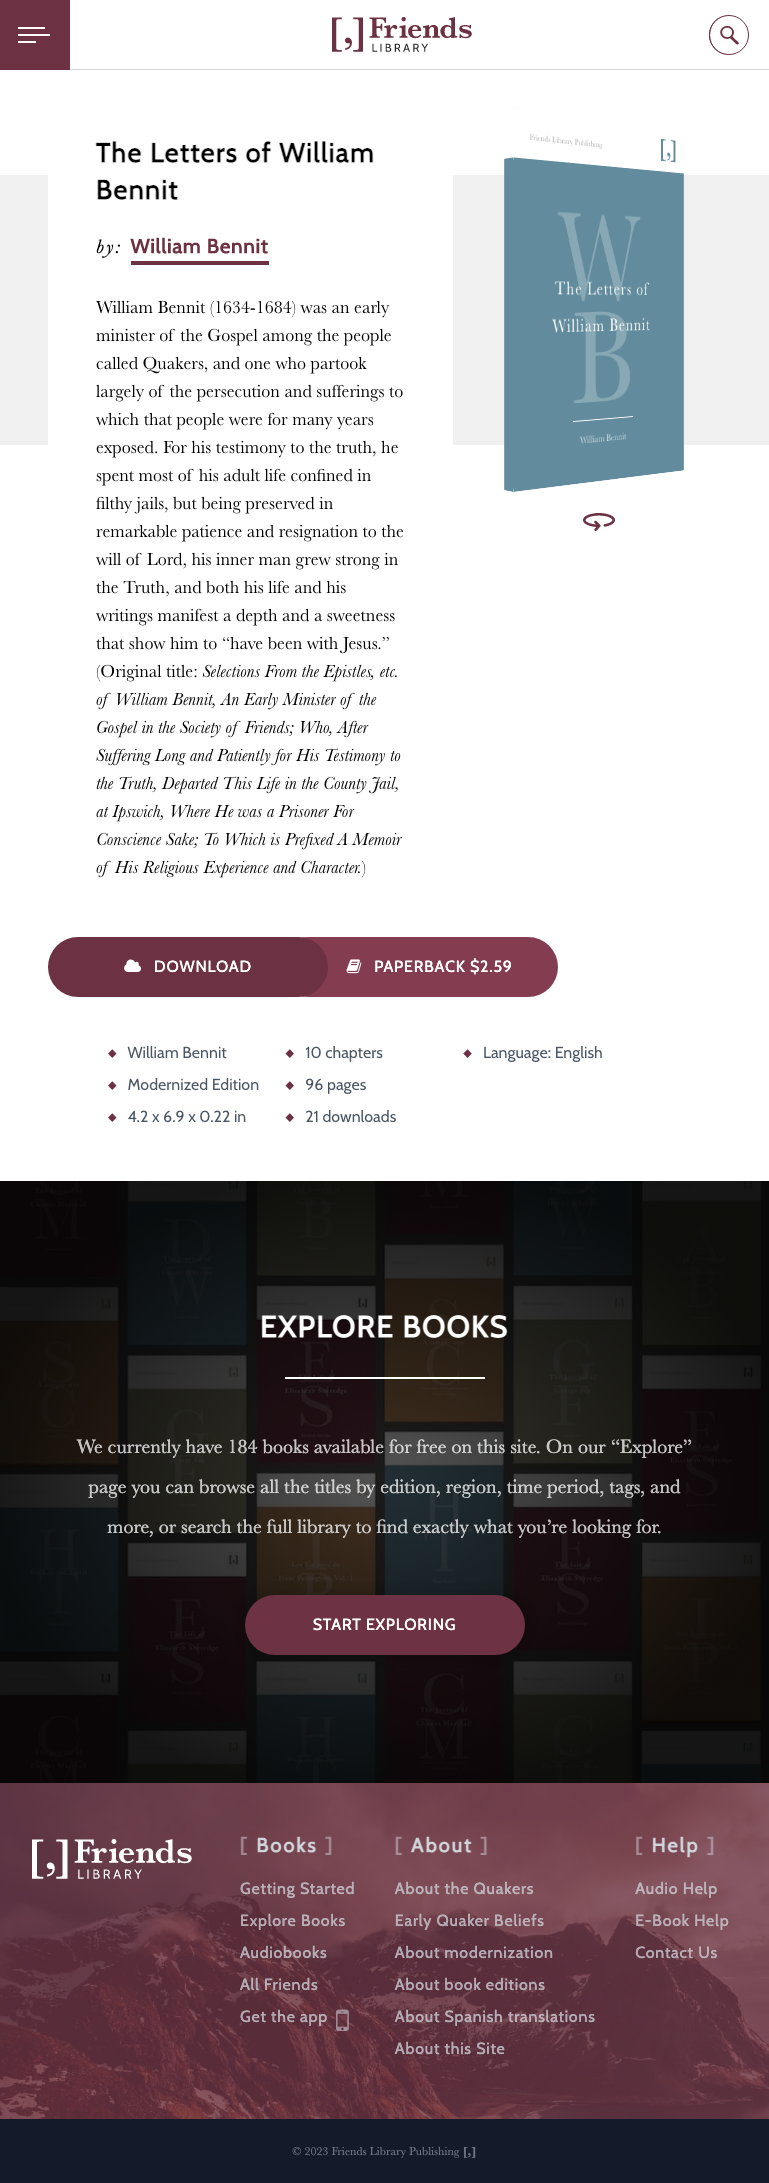 [,] Friends
LIBRARY
The Letters of William
Bennit
by: William Bennit
William Bennit (1634-1684) was an early
minister of the Gospel among the people
called Quakers, and one who partook
largely of the persecution and sufferings to
which that people were for many years
exposed. For his testimony to the truth, he
spent most of his adult life confined in
filthy jails, but being preserved in
remarkable patience and resignation to the
will of Lord, his inner man grew strong in
the Truth, and both his life and his
writings manifest a depth and a sweetness
that show him to “have been with Jesus.”
(Original title: Selections From the Epistles, etc.
of William Bennit, An Early Minister of the
Gospel in the Society of Friends; Who, After
Suffering Long and Patiently for His Testimony to
the Truth, Departed This Life in the County Jail,
at Ipswich, Where He was a Prisoner For
Conscience Sake; To Which is Prefixed A Memoir
of His Religious Experience and Character.)
Friends Library Publishing
[,]
W
The Letters of
William Bennit
B
William Bennit
DOWNLOAD
PAPERBACK $2.59
William Bennit
Modernized Edition
4.2 x 6.9 x 0.22 in
10 chapters
96 pages
21 downloads
Language: English
EXPLORE BOOKS
We currently have 184 books available for free on this site. On our “Explore”
page you can browse all the titles by edition, region, time period, tags, and
more, or search the full library to find exactly what you’re looking for.
START EXPLORING
[,] Friends
LIBRARY
[ Books ]
Getting Started
Explore Books
Audiobooks
All Friends
Get the app
[ About ]
About the Quakers
Early Quaker Beliefs
About modernization
About book editions
About Spanish translations
About this Site
[ Help ]
Audio Help
E-Book Help
Contact Us
© 2023 Friends Library Publishing [,]